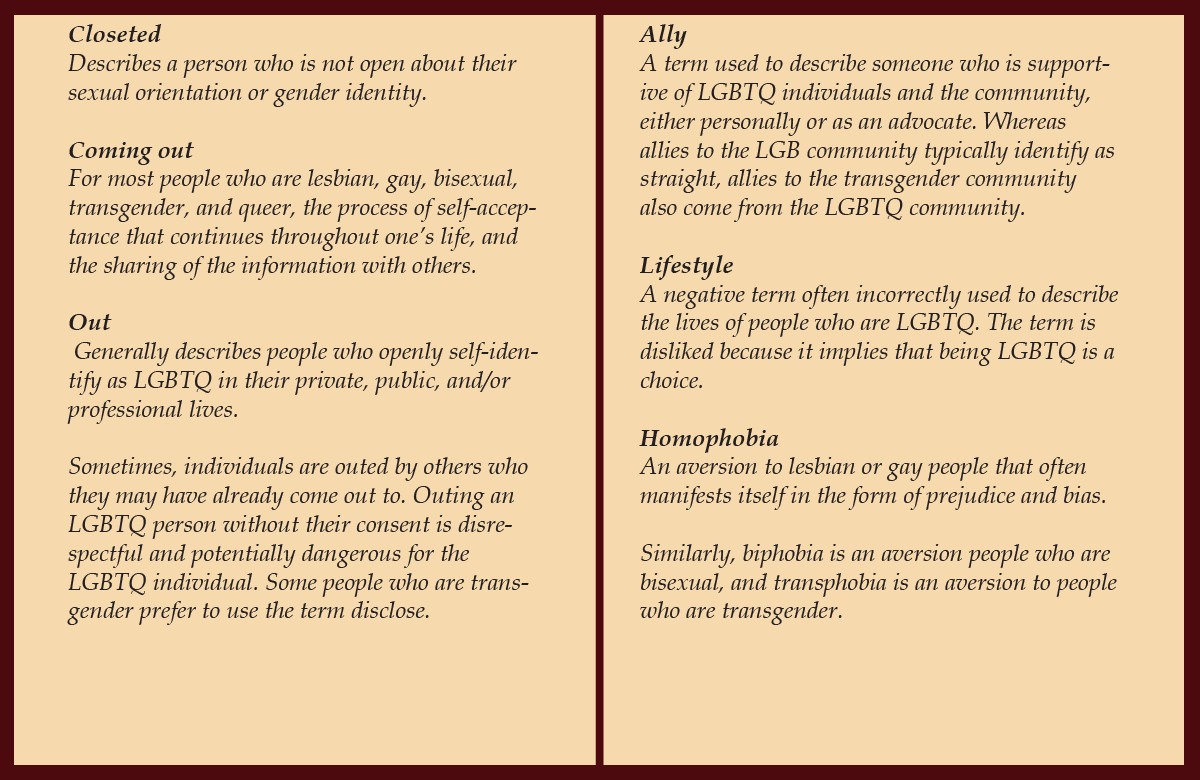 Closeted
Describes a person who is not open about their
sexual orientation or gender identity.
Coming out
For most people who are lesbian, gay, bisexual,
transgender, and queer, the process of self-accep-
tance that continues throughout one's life, and
the sharing of the information with others.
Out
Generally describes people who openly self-iden-
tify as LGBTQ in their private, public, and/or
professional lives.
Sometimes, individuals are outed by others who
they may have already come out to. Outing an
LGBTQ person without their consent is disre-
spectful and potentially dangerous for the
LGBTQ individual. Some people who are trans-
gender prefer to use the term disclose.
Ally
A term used to describe someone who is support-
ive of LGBTQ individuals and the community,
either personally or as an advocate. Whereas
allies to the LGB community typically identify as
straight, allies to the transgender community
also come from the LGBTQ community.
Lifestyle
A negative term often incorrectly used to describe
the lives of people who are LGBTQ. The term is
disliked because it implies that being LGBTQ is a
choice.
Homophobia
An aversion to lesbian or gay people that often
manifests itself in the form of prejudice and bias.
Similarly, biphobia is an aversion people who are
bisexual, and transphobia is an aversion to people
who are transgender.